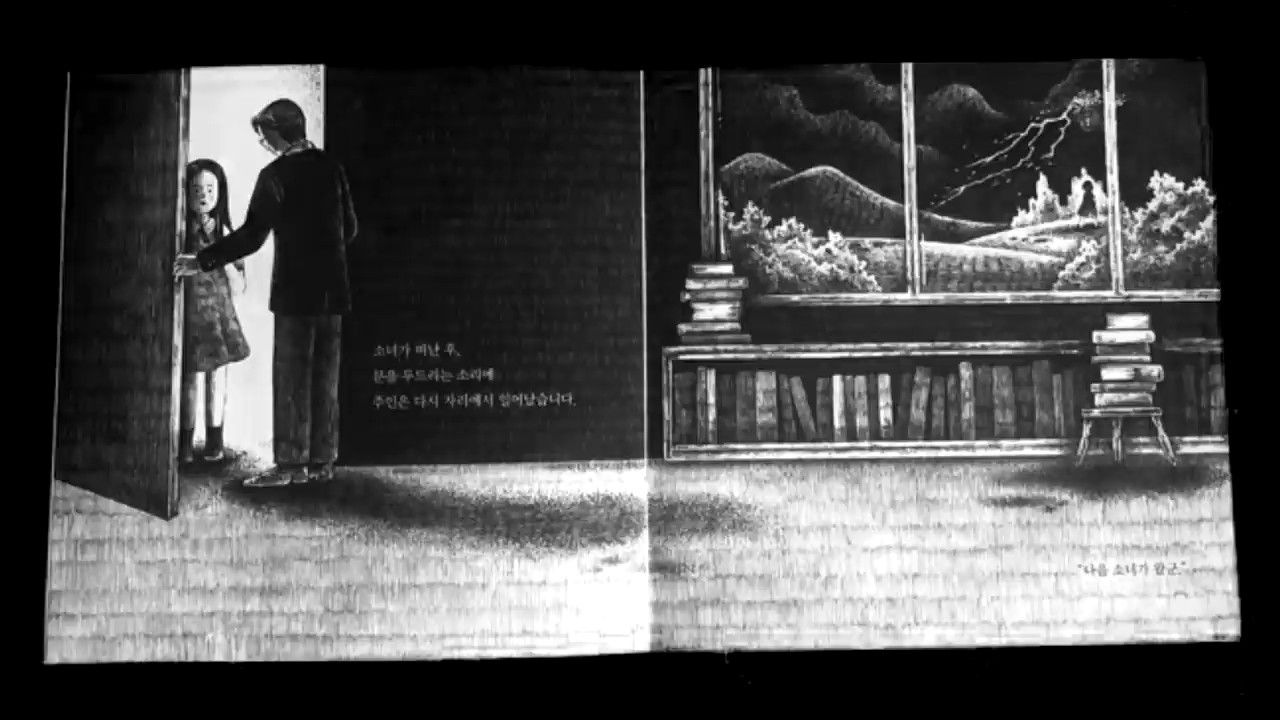 소녀가 떠난 후,
문을 두드리는 소리에
주인은 다시 자리에서 일어났습니다.
"다음 소녀가 왔군."